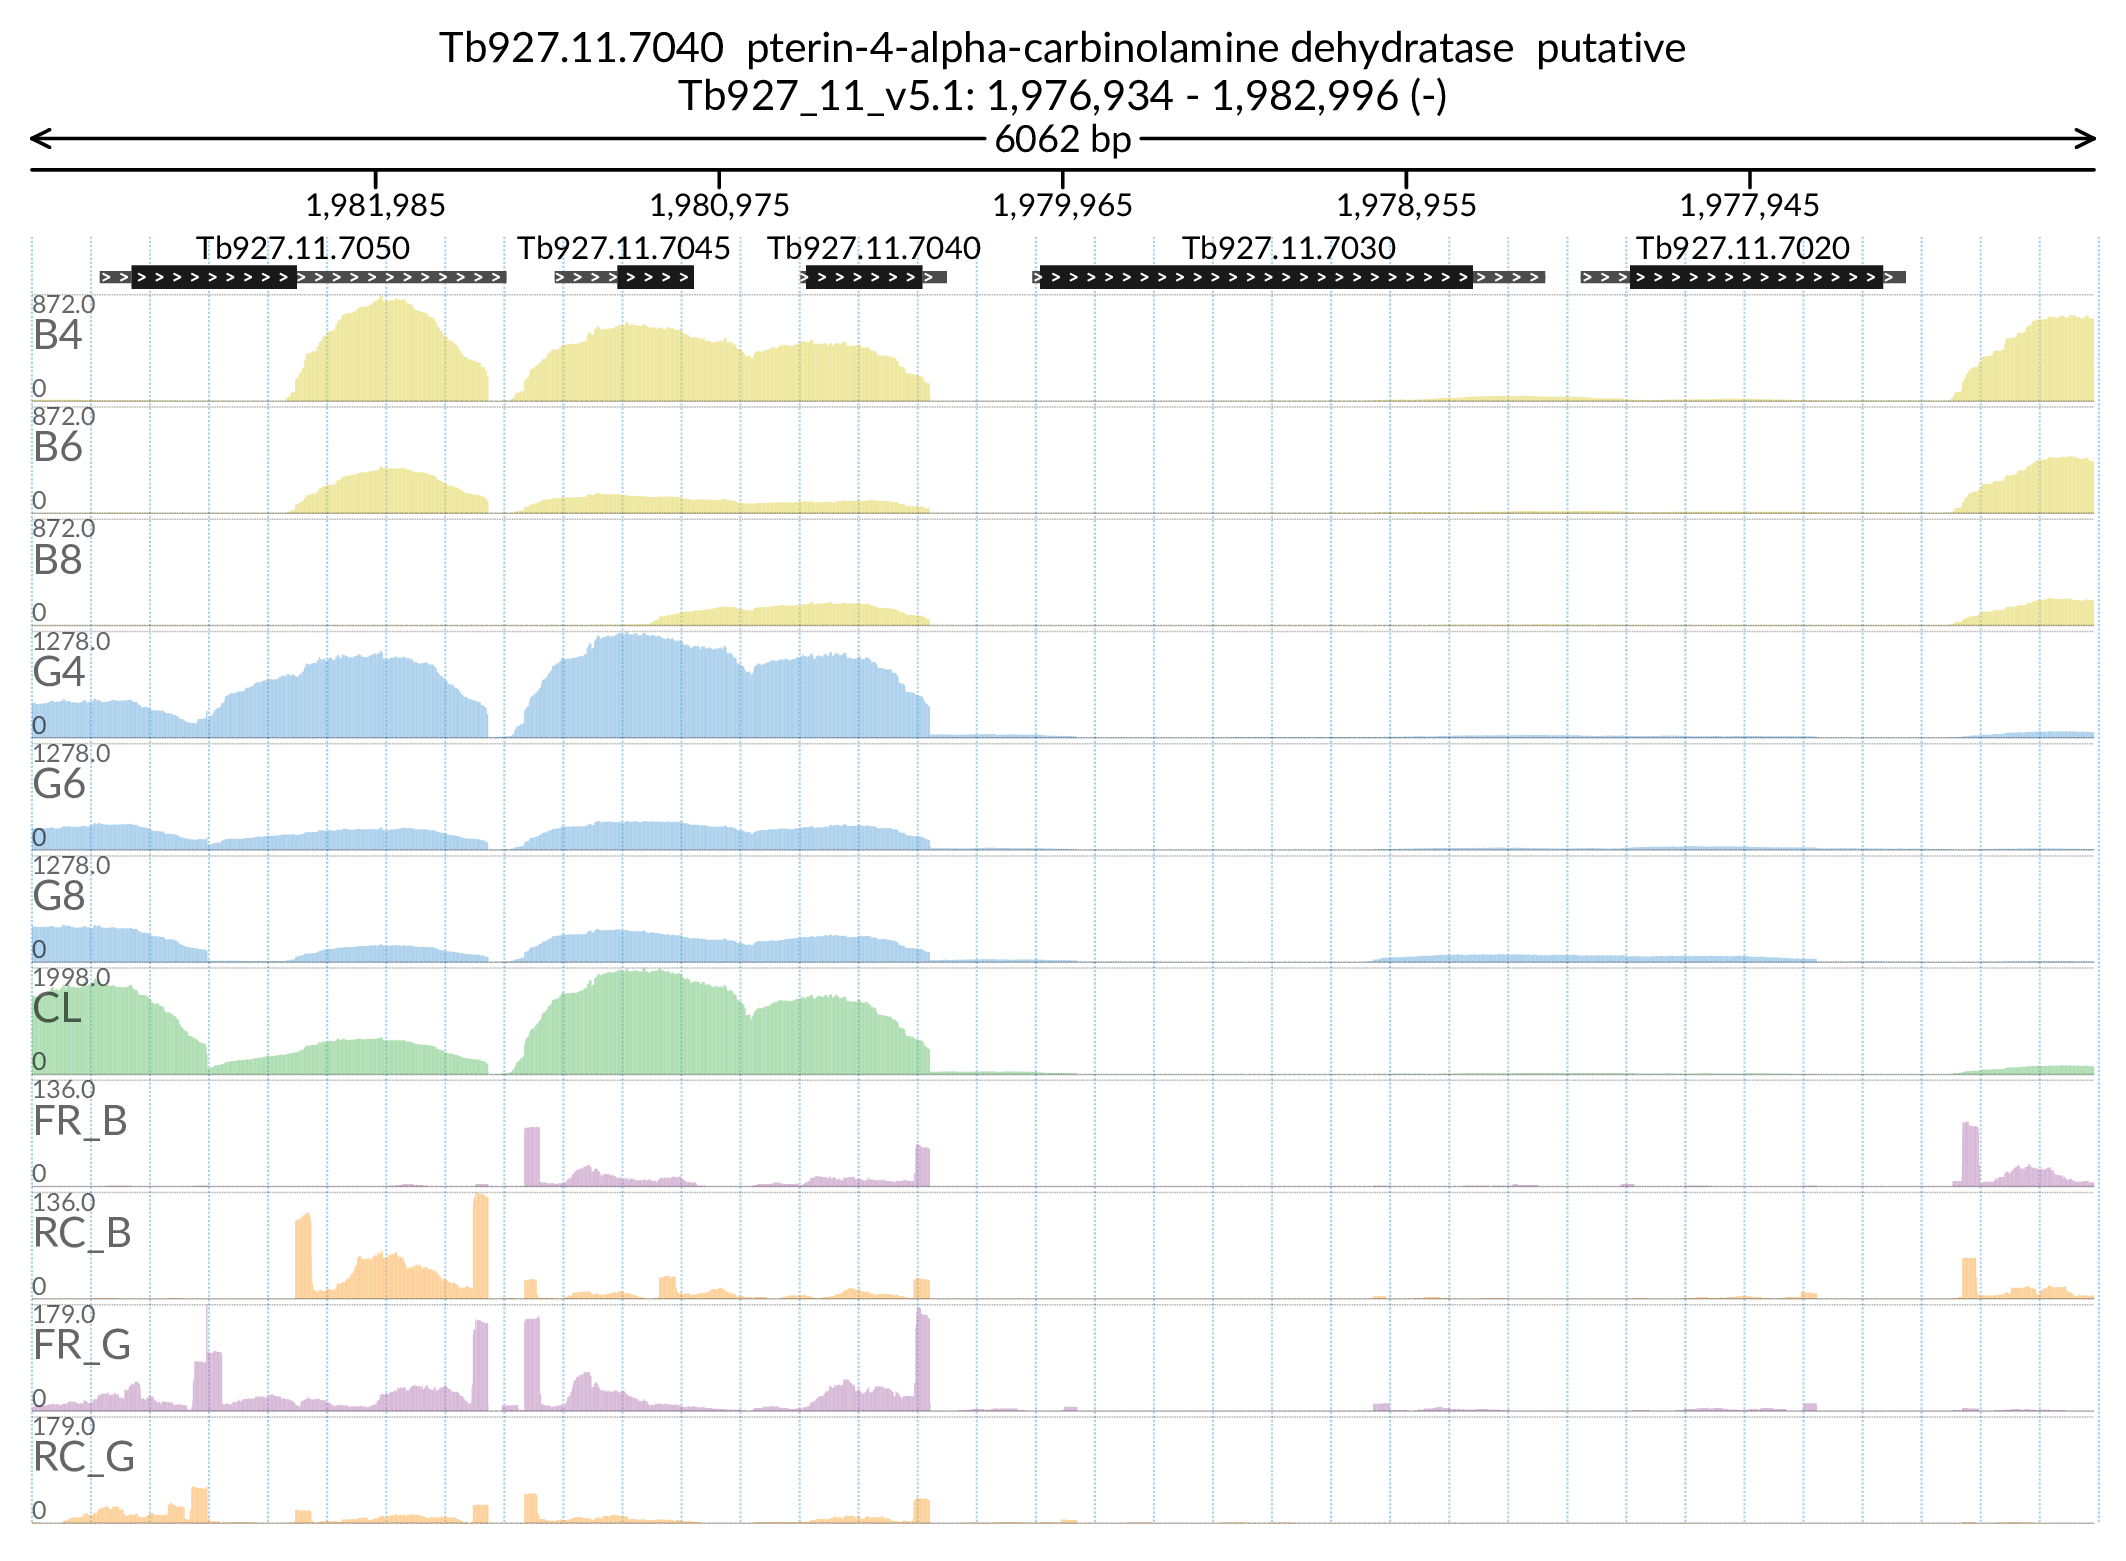 Tb927.11.7040 pterin-4-alpha-carbinolamine dehydratase putative
Tb927_11_v5.1: 1,976,934 - 1,982,996 (-)
6062 bp
1,981,985 1,980,975 1,979,965 1,978,955 1,977,945
Tb927.11.7050 Tb927.11.7045 Tb927.11.7040 Tb927.11.7030 Tb927.11.7020
872.0
B4
0
872.0
B6
0
872.0
B8
0
1278.0
G4
0
1278.0
G6
0
1278.0
G8
0
1998.0
CL
0
136.0
FR_B
0
136.0
RC_B
0
179.0
FR_G
0
179.0
RC_G
0